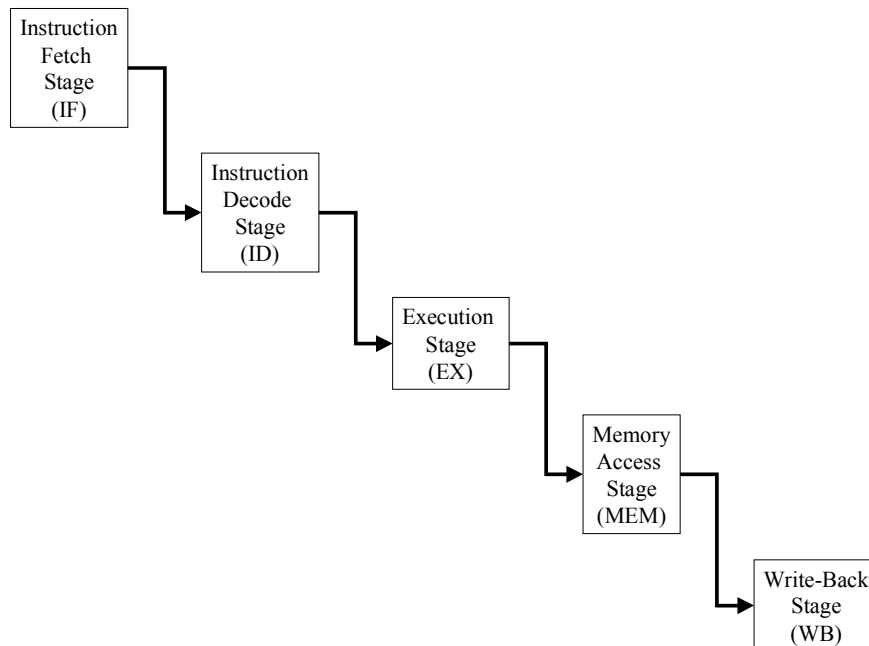 Instruction
Fetch
Stage
(IF)
Instruction
Decode
Stage
(ID)
Execution
Stage
(EX)
Memory
Access
Stage
(MEM)
Write-Back
Stage
(WB)